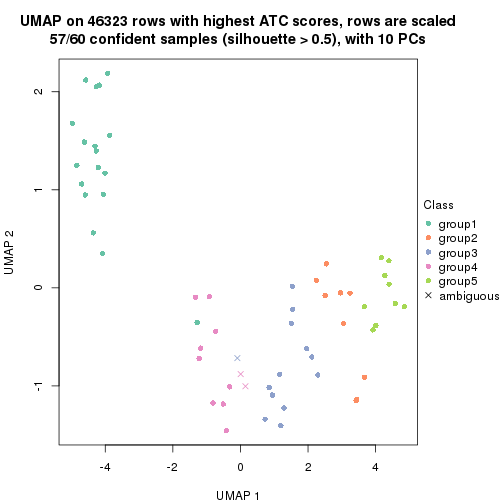 UMAP on 46323 rows with highest ATC scores, rows are scaled
57/60 confident samples (silhouette > 0.5), with 10 PCs
2
1
0
-1
UMAP 2
-4
-2
0
2
4
UMAP 1
Class
group1
group2
group3
group4
group5
ambiguous